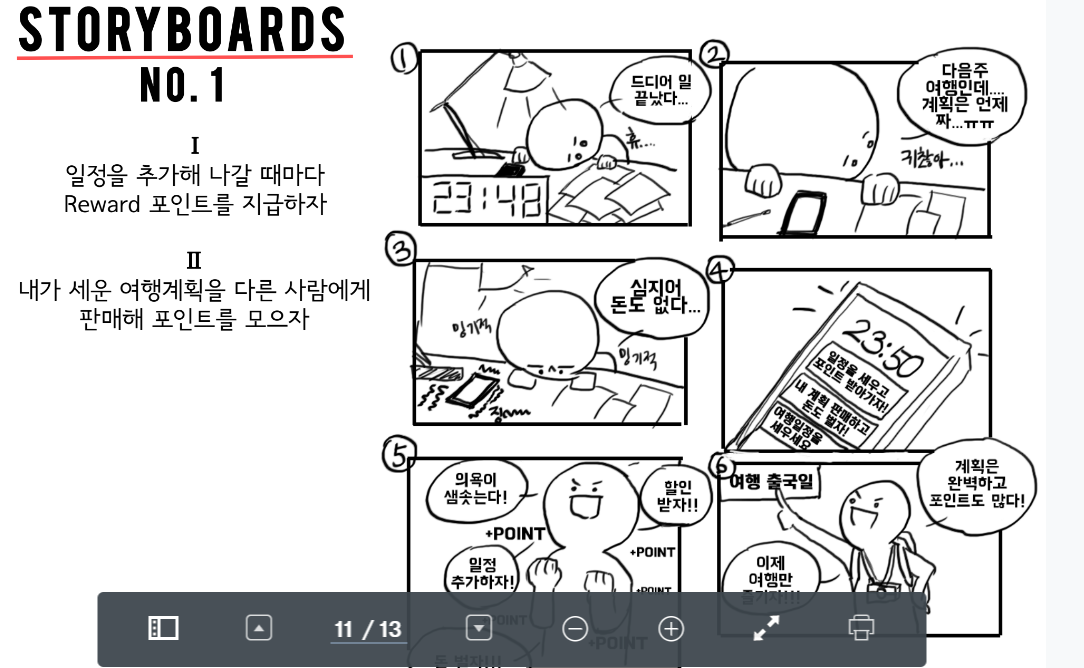 STORYBOARDS
NO. 1
I
일정을 추가해 나갈 때마다
Reward 포인트를 지급하자
II
내가 세운 여행계획을 다른 사람에게
판매해 포인트를 모으자
1
드디어 일
끝났다...
휴....
23:48
2
다음주
여행인데....
계획은 언제
짜...ㅠㅠ
귀찮아...
3
심지어
돈도 없다...
밍기적
밍기적
징
4
23:50
일정을 세우고
포인트 받아가자!
내 계획 판매하고
돈도 벌자!
여행일정을
세우세요
5
의욕이
샘솟는다!
할인
받자!!
+POINT
일정
추가하자!
+POINT
+POINT
POINT
+POINT
돈 벌자!!!
6
여행 출국일
계획은
완벽하고
포인트도 많다!
이제
여행만
즐기자!!!
11 / 13